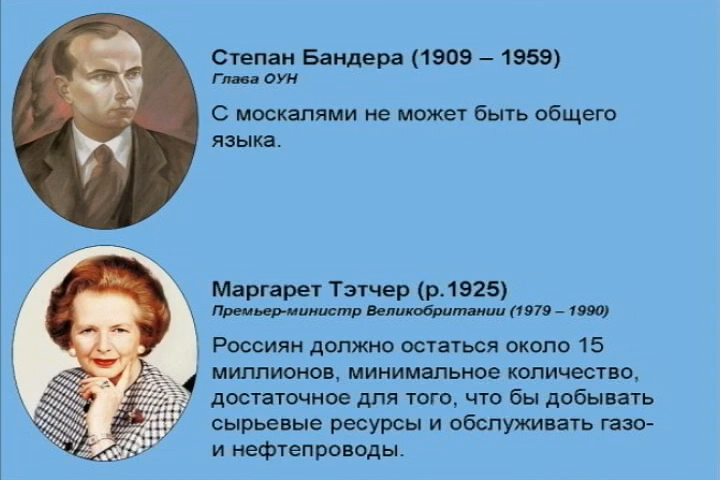 Степан Бандера (1909 – 1959)
Глава ОУН
С москалями не может быть общего
языка.
Маргарет Тэтчер (р.1925)
Премьер-министр Великобритании (1979 – 1990)
Россиян должно остаться около 15
миллионов, минимальное количество,
достаточное для того, что бы добывать
сырьевые ресурсы и обслуживать газо-
и нефтепроводы.